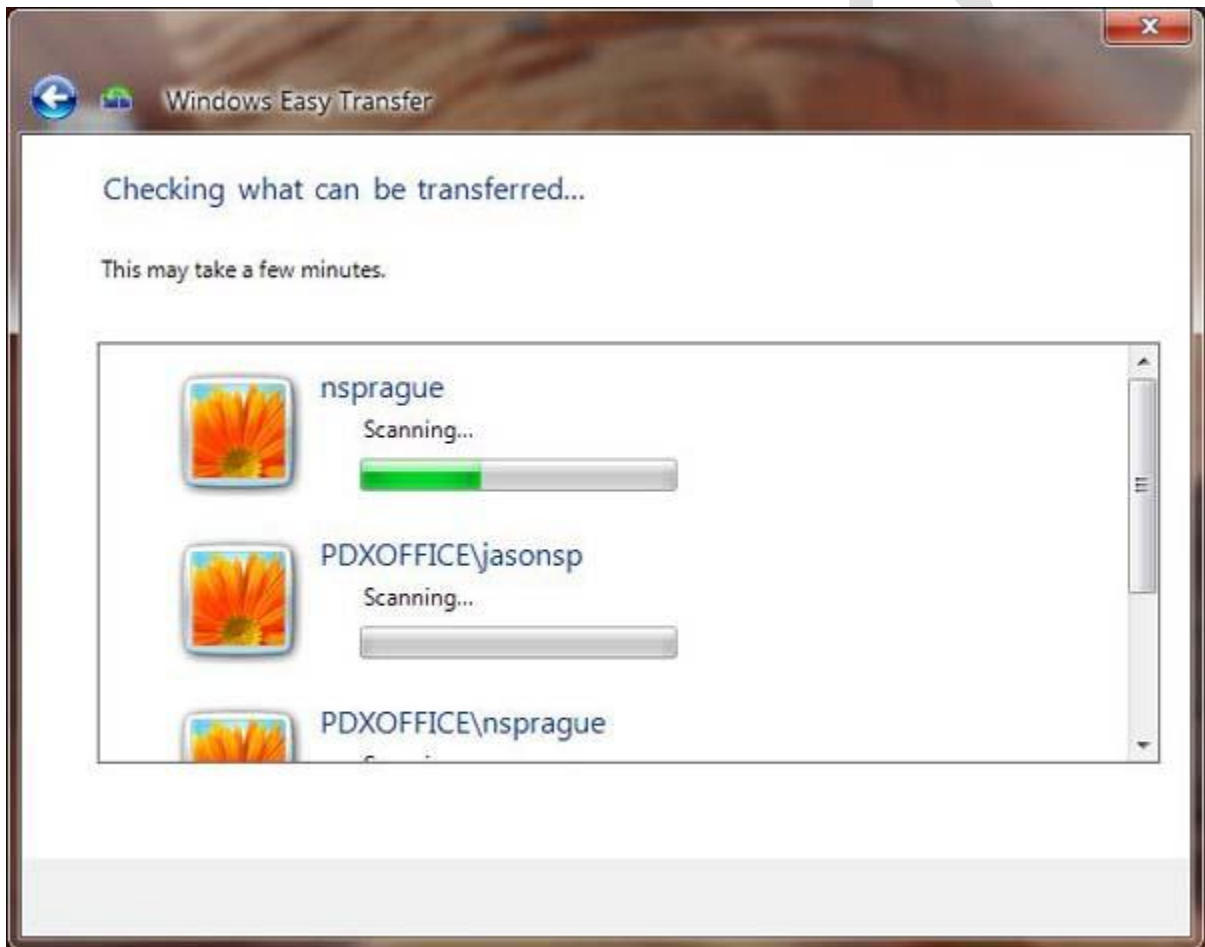 Windows Easy Transfer
Checking what can be transferred...
This may take a few minutes.
nsprague
Scanning...
PDXOFFICE\jasonsp
Scanning...
PDXOFFICE\nsprague